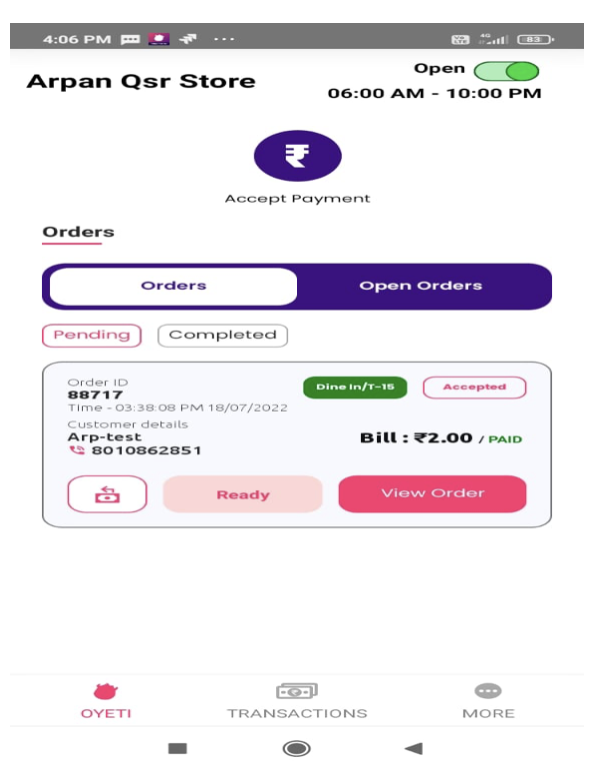 4:06 PM ... 4G 83
Arpan Qsr Store
Open
06:00 AM - 10:00 PM
₹
Accept Payment
Orders
Orders Open Orders
Pending Completed
Order ID
88717
Dine In/T-15 Accepted
Time - 03:38:08 PM 18/07/2022
Customer details
Arp-test
Bill : ₹2.00 / PAID
8010862851
Ready View Order
OYETI TRANSACTIONS MORE